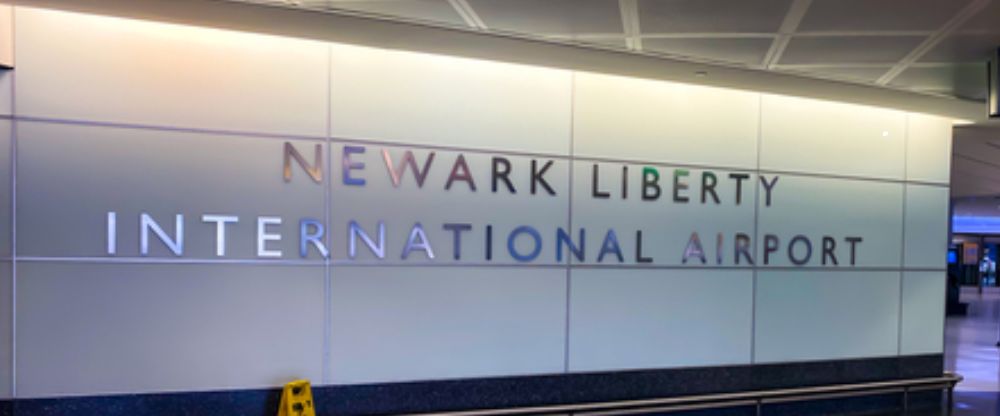 NEWARK LIBERTY
INTERNATIONAL AIRPORT